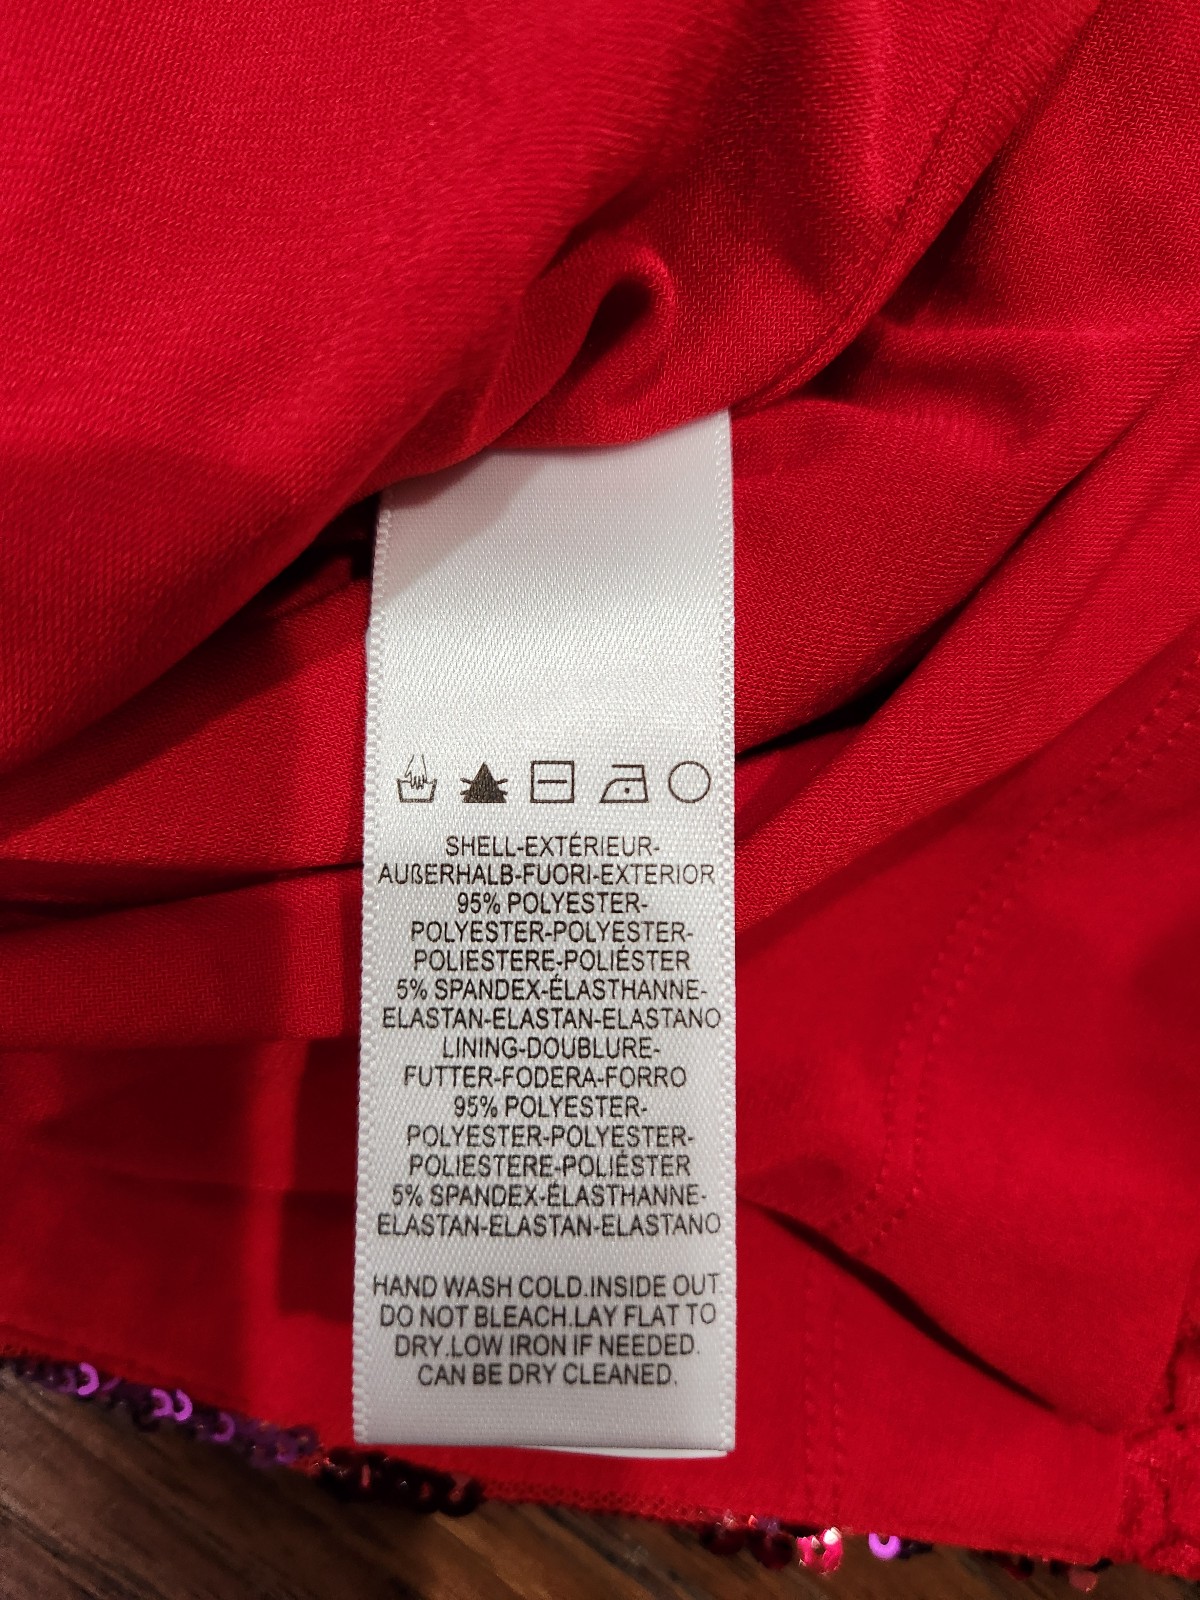 SHELL-EXTÉRIEUR-
AUßERHALB-FUORI-EXTERIOR
95% POLYESTER-
POLYESTER-POLYESTER-
POLIESTERE-POLIÉSTER
5% SPANDEX-ÉLASTHANNE-
ELASTAN-ELASTAN-ELASTANO
LINING-DOUBLURE-
FUTTER-FODERA-FORRO
95% POLYESTER-
POLYESTER-POLYESTER-
POLIESTERE-POLIÉSTER
5% SPANDEX-ÉLASTHANNE-
ELASTAN-ELASTAN-ELASTANO
HAND WASH COLD.INSIDE OUT
DO NOT BLEACH.LAY FLAT TO
DRY.LOW IRON IF NEEDED.
CAN BE DRY CLEANED.